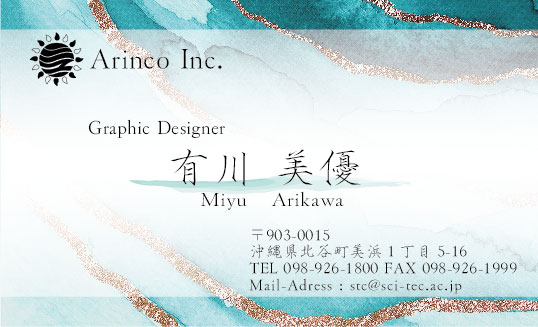 Arinco Inc.
Graphic Designer
有川 美優
Miyu Arikawa
〒903-0015
沖縄県北谷町美浜1丁目5-16
TEL 098-926-1800 FAX 098-926-1999
Mail-Adress : stc@sci-tec.ac.jp